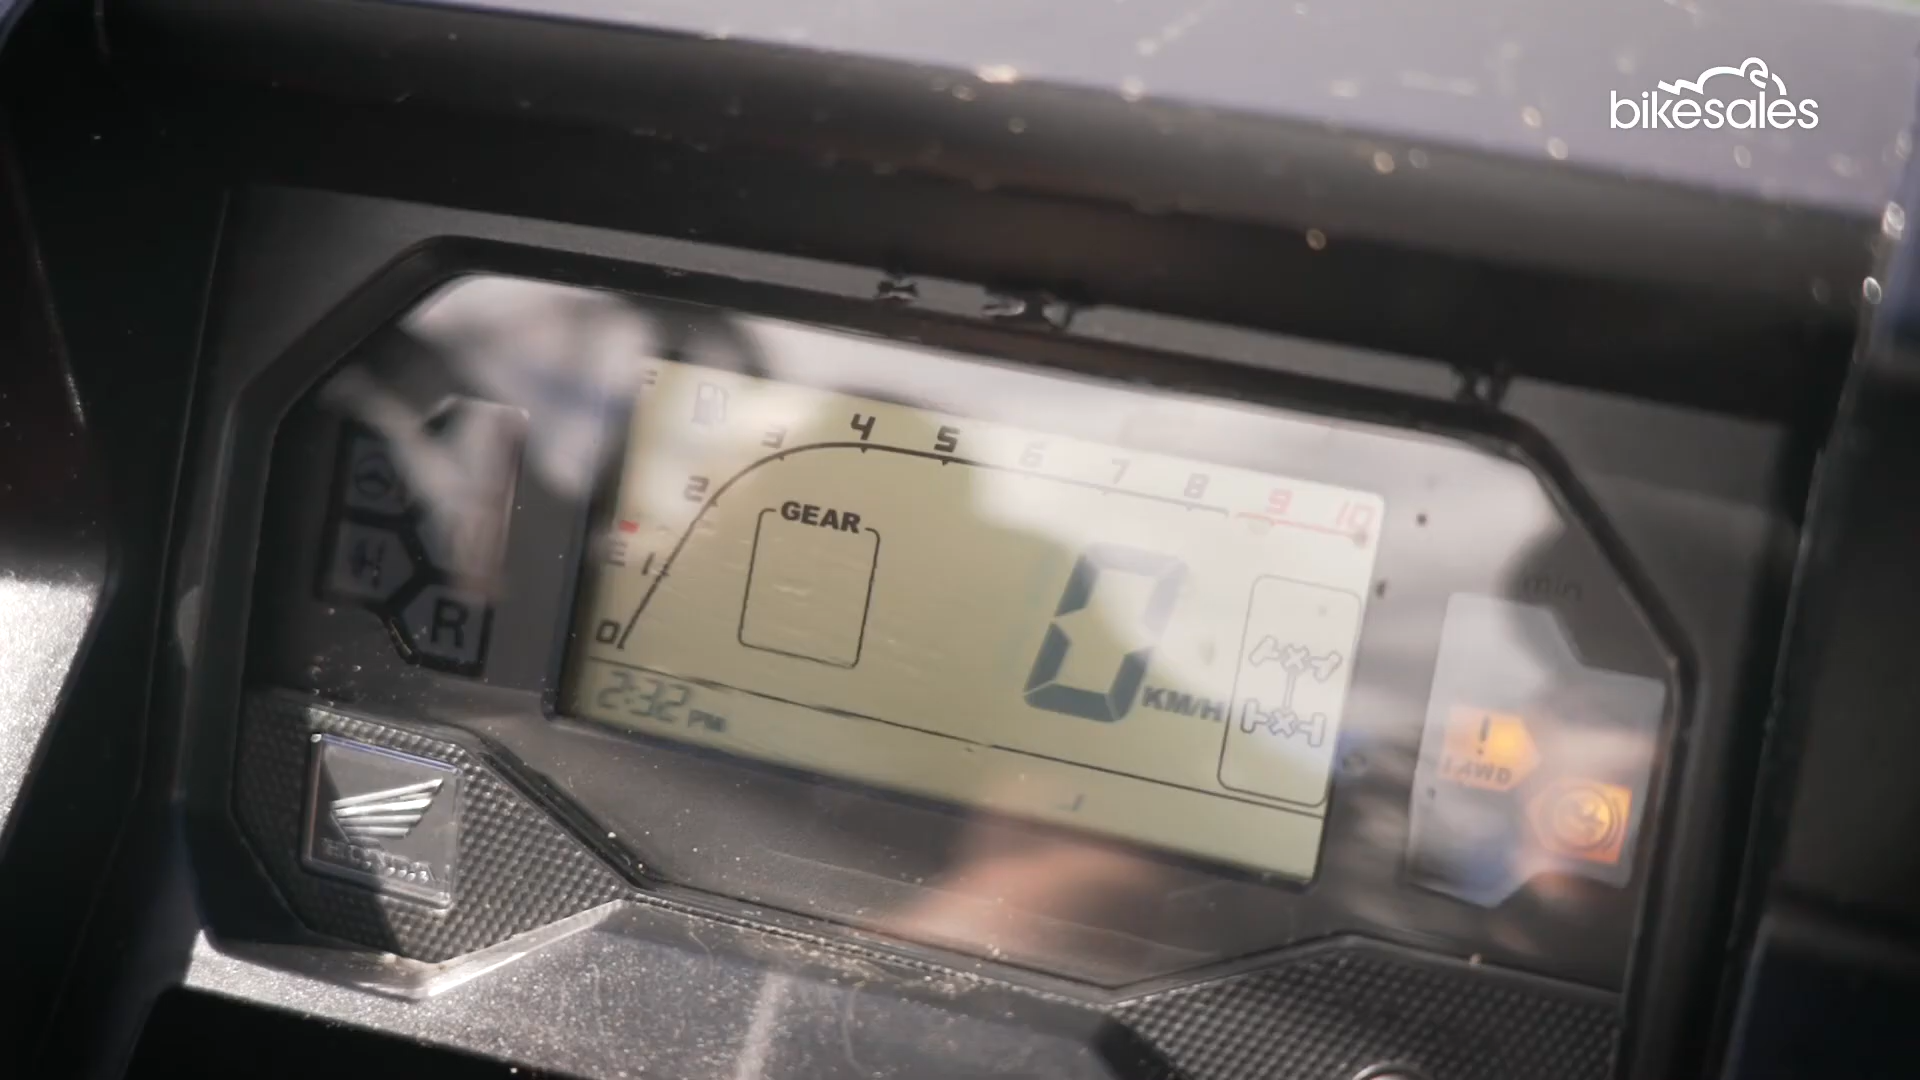 bikesales
3 4 5 6 7 8 9 10
2
GEAR
E 1
0
R
KM/H 0
2:32 PM
! i-4WD
HONDA